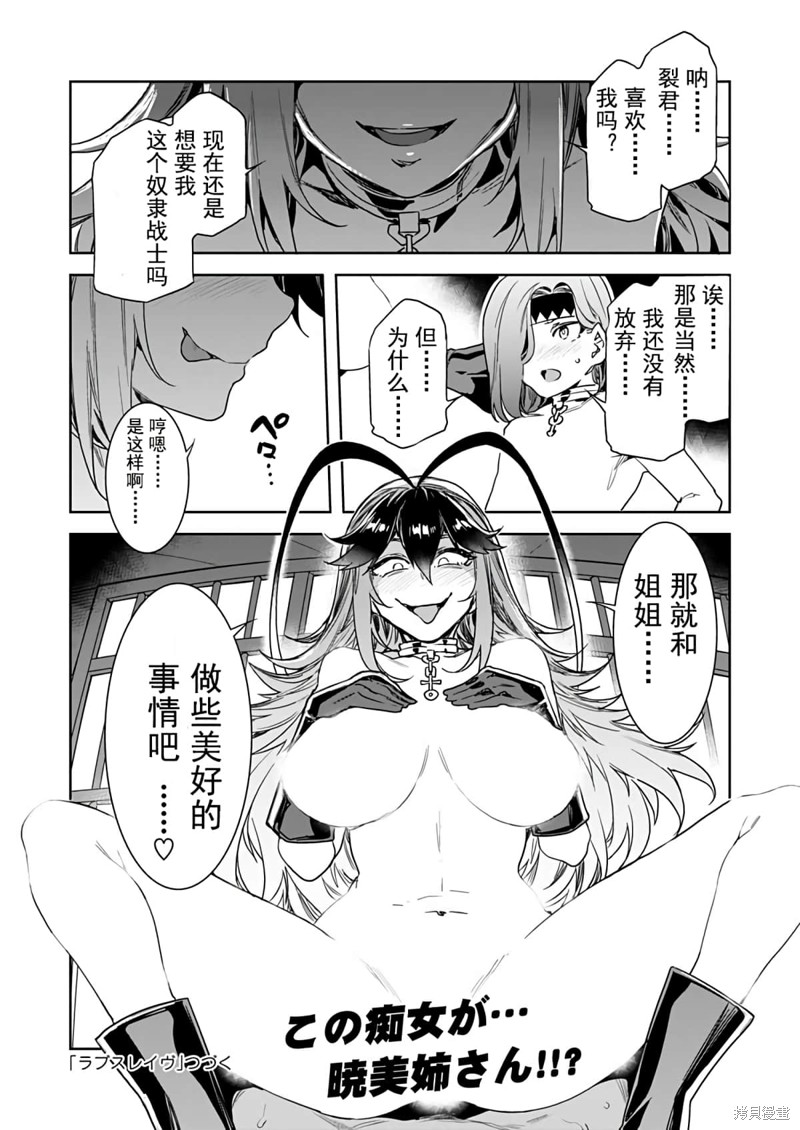 呐……
裂君……
喜欢…
我吗？
现在还是
想要我
这个奴隶战士吗
诶……
那是当然
我还没有
放弃……
但……
为什么…
ペロ…
哼嗯……
是这样啊……
那就和
姐姐……
做些美好的
事情吧……♡
この痴女が…
暁美姉さん!!?
「ラブスレイヴ」つづく
拷貝漫畫